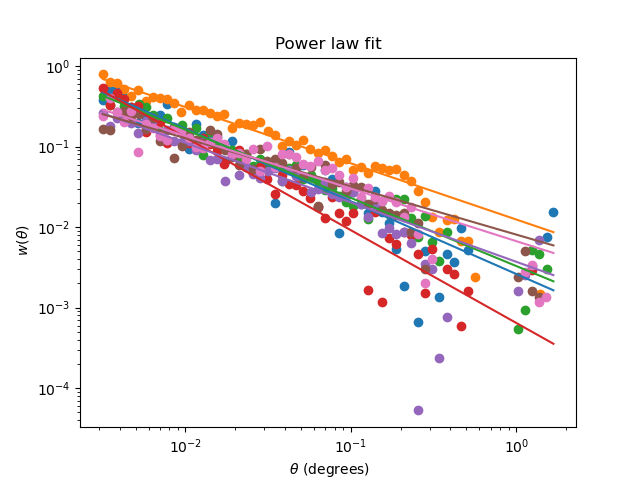 Power law fit
w(θ)
10⁰
10⁻¹
10⁻²
10⁻³
10⁻⁴
10⁻² 10⁻¹ 10⁰
θ (degrees)